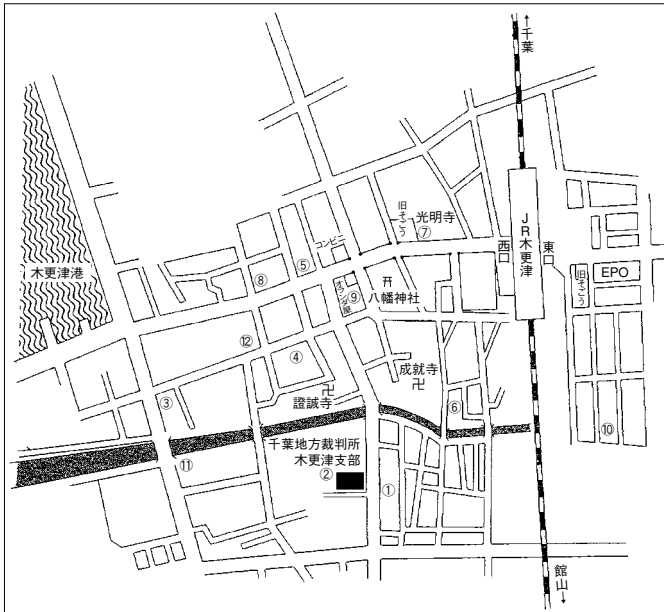 ↑千葉
旧そごう
光明寺
⑦
コンビニ
⑤
⑧
西口
JR木更津
東口
旧そごう
EPO
木更津港
⑨
オランダ屋
八幡神社
⑫
④
成就寺
卍
③
卍
證誠寺
⑥
⑩
千葉地方裁判所
木更津支部
②
①
⑪
館山→